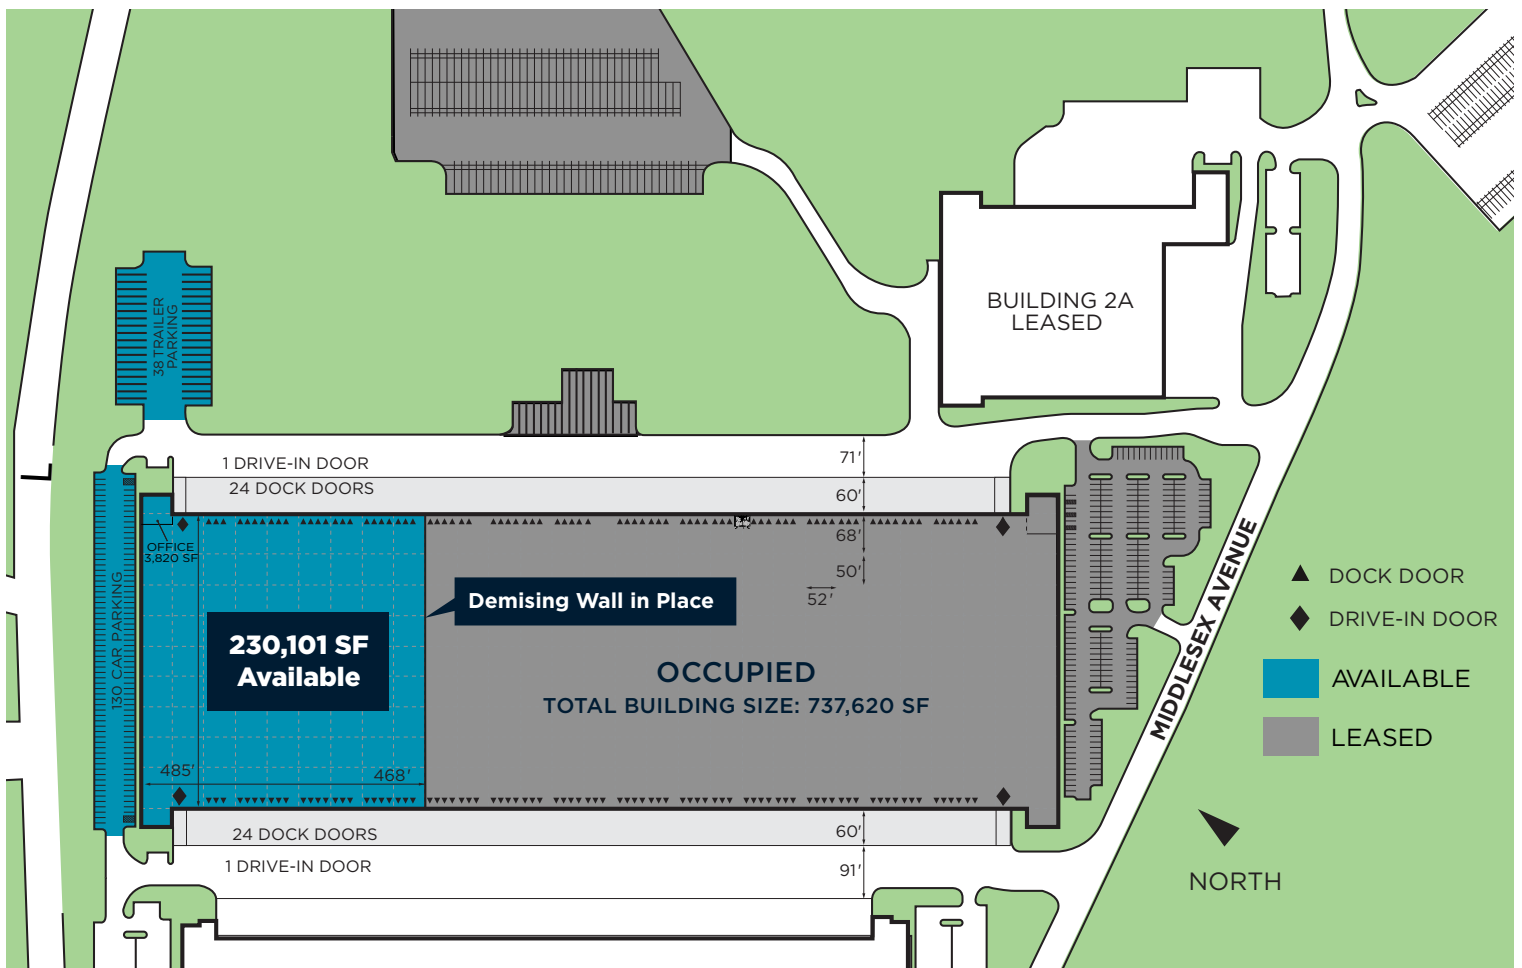 38 TRAILER
PARKING
BUILDING 2A
LEASED
1 DRIVE-IN DOOR
71'
24 DOCK DOORS
60'
OFFICE
3,820 SF
68'
50'
52'
130 CAR PARKING
Demising Wall in Place
230,101 SF
Available
OCCUPIED
TOTAL BUILDING SIZE: 737,620 SF
485'
468'
24 DOCK DOORS
60'
1 DRIVE-IN DOOR
91'
MIDDLESEX AVENUE
DOCK DOOR
DRIVE-IN DOOR
AVAILABLE
LEASED
NORTH